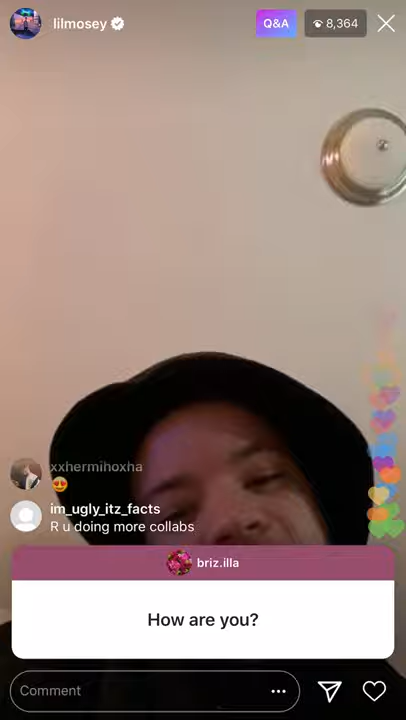 lilmosey
Q&A
8,364
xxhermihoxha
😍
im_ugly_itz_facts
R u doing more collabs
briz.illa
How are you?
Comment